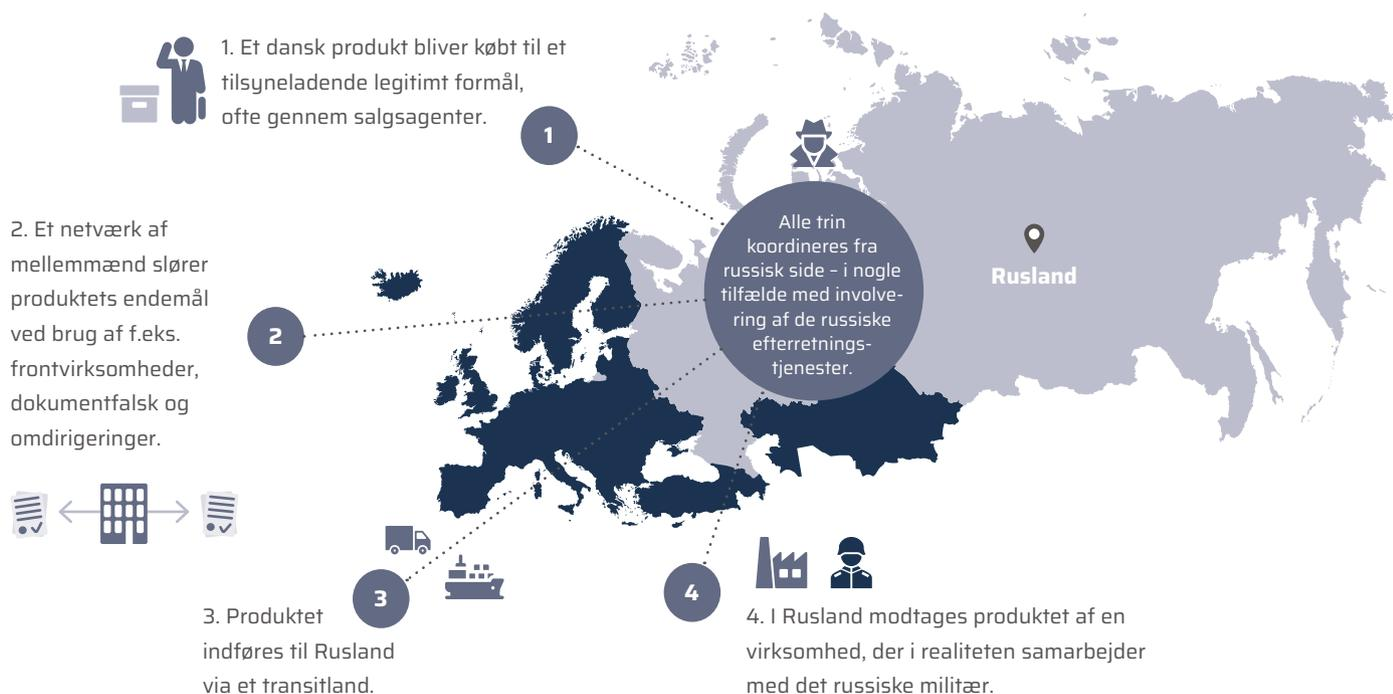 1. Et dansk produkt bliver købt til et
tilsyneladende legitimt formål,
ofte gennem salgsagenter.
1
2. Et netværk af
mellemmænd slører
produktets endemål
ved brug af f.eks.
frontvirksomheder,
dokumentfalsk og
omdirigeringer.
2
Alle trin
koordineres fra
russisk side – i nogle
tilfælde med involve-
ring af de russiske
efterretnings-
tjenester.
Rusland
3
3. Produktet
indføres til Rusland
via et transitland.
4
4. I Rusland modtages produktet af en
virksomhed, der i realiteten samarbejder
med det russiske militær.